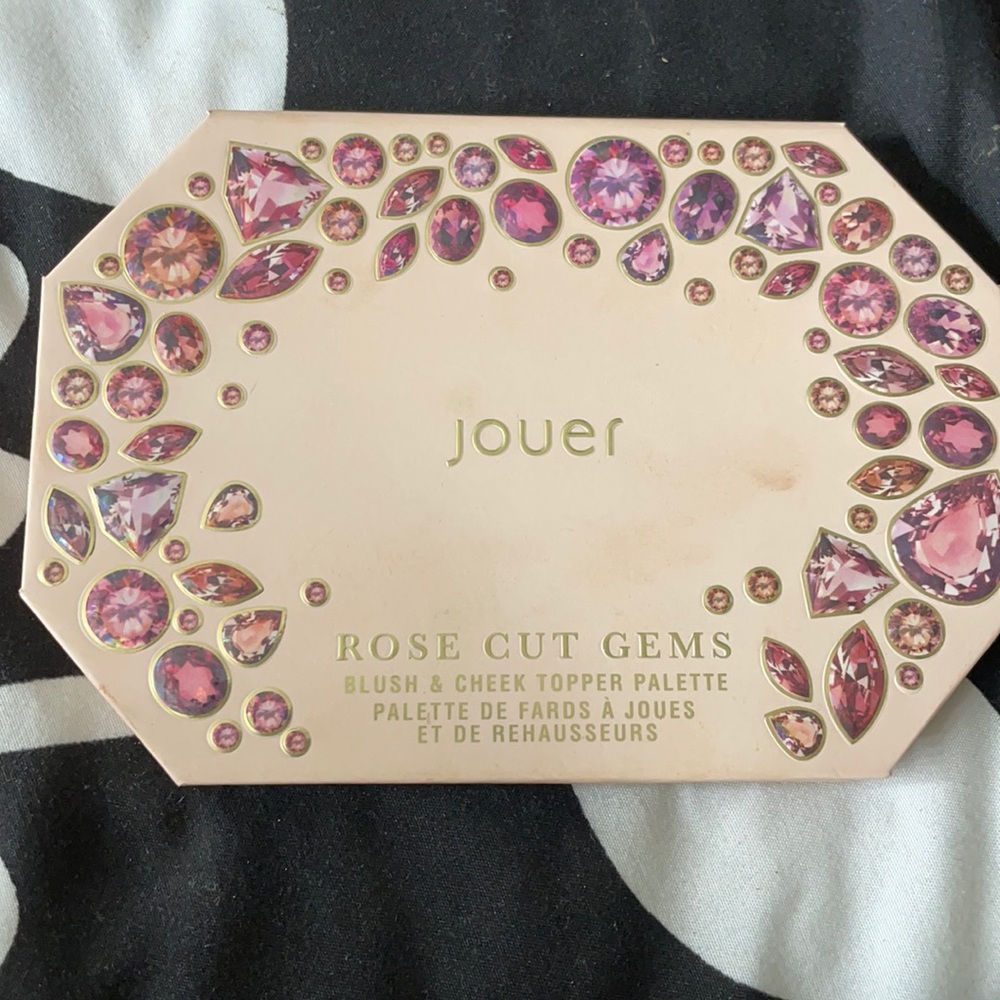 jouer
ROSE CUT GEMS
BLUSH & CHEEK TOPPER PALETTE
PALETTE DE FARDS À JOUES
ET DE REHAUSSEURS